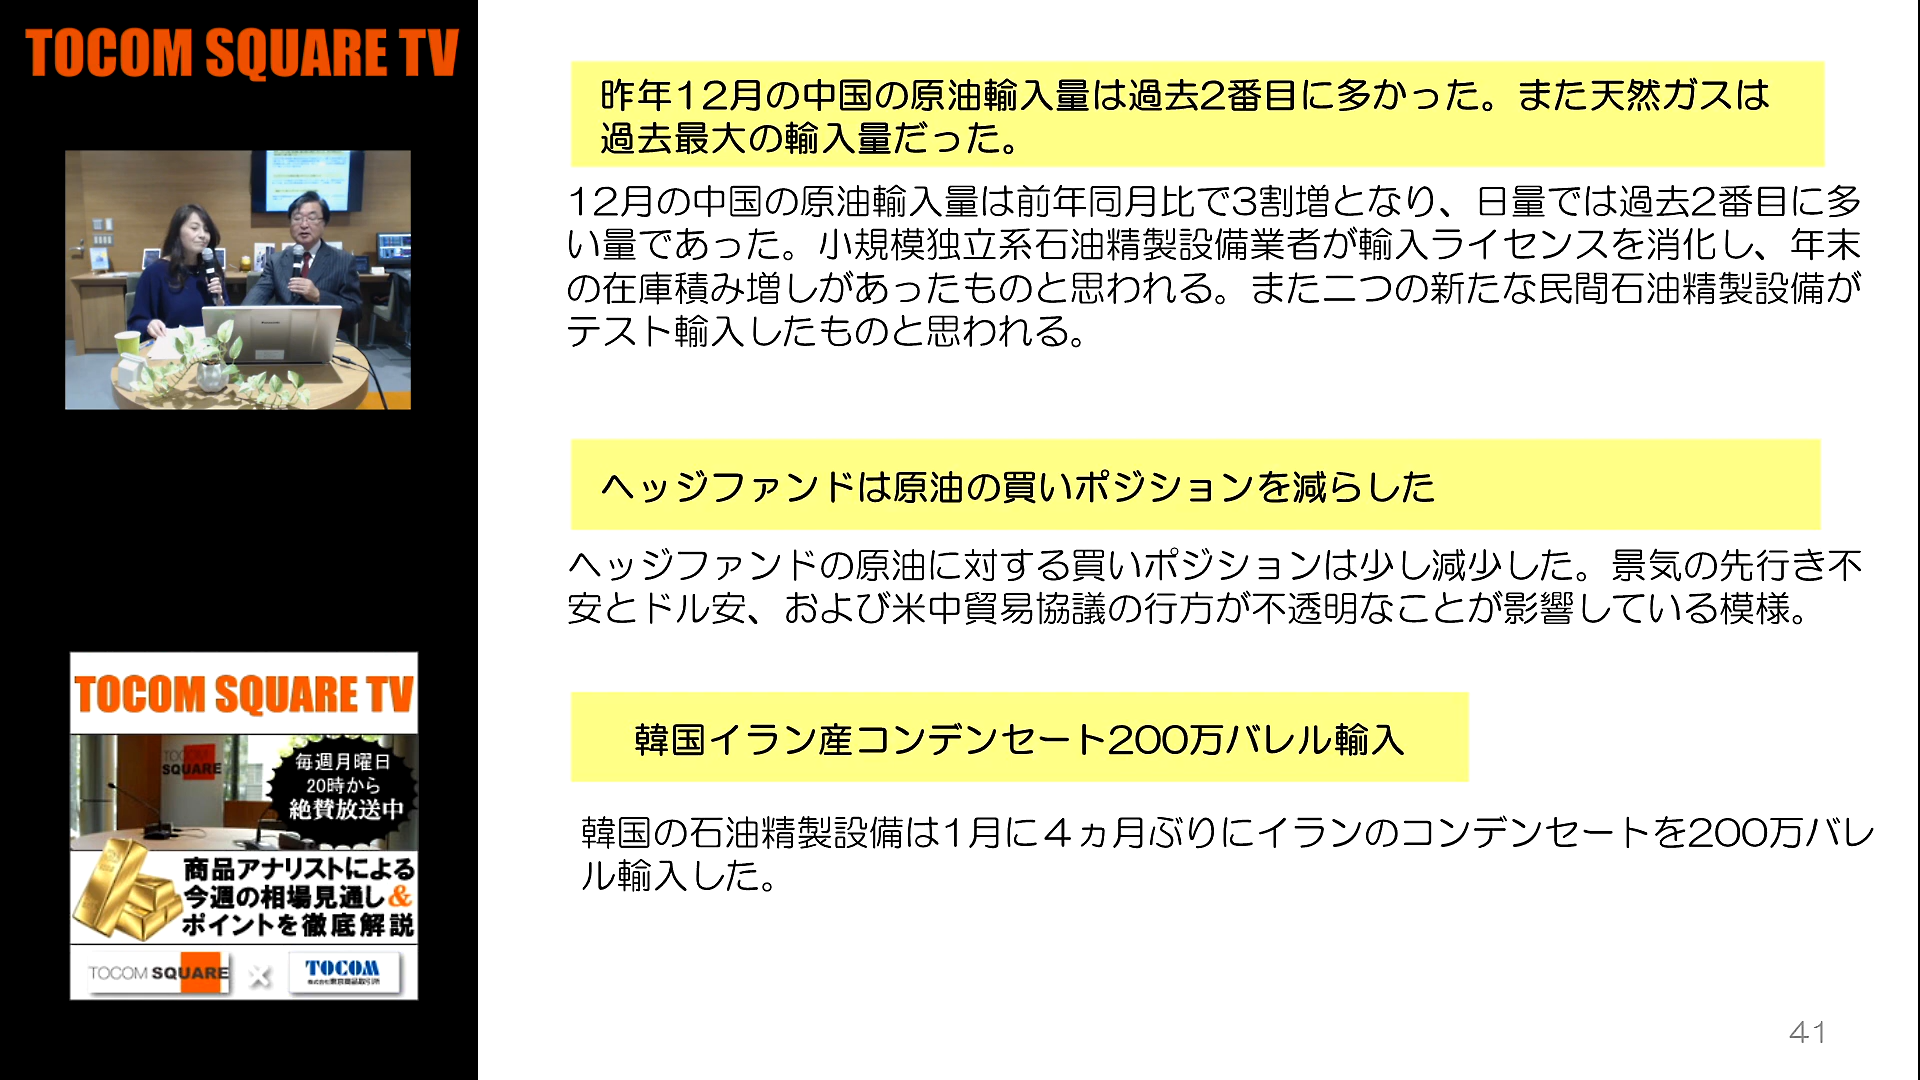 TOCOM SQUARE TV
昨年12月の中国の原油輸入量は過去2番目に多かった。また天然ガスは
過去最大の輸入量だった。
12月の中国の原油輸入量は前年同月比で3割増となり、日量では過去2番目に多
い量であった。小規模独立系石油精製設備業者が輸入ライセンスを消化し、年末
の在庫積み増しがあったものと思われる。また二つの新たな民間石油精製設備が
テスト輸入したものと思われる。
ヘッジファンドは原油の買いポジションを減らした
ヘッジファンドの原油に対する買いポジションは少し減少した。景気の先行き不
安とドル安、および米中貿易協議の行方が不透明なことが影響している模様。
韓国イラン産コンデンセート200万バレル輸入
韓国の石油精製設備は1月に４ヵ月ぶりにイランのコンデンセートを200万バレ
ル輸入した。
TOCOM SQUARE TV
TOCOM
SQUARE
毎週月曜日
20時から
絶賛放送中
商品アナリストによる
今週の相場見通し&
ポイントを徹底解説
TOCOM SQUARE × TOCOM
株式会社東京商品取引所
41